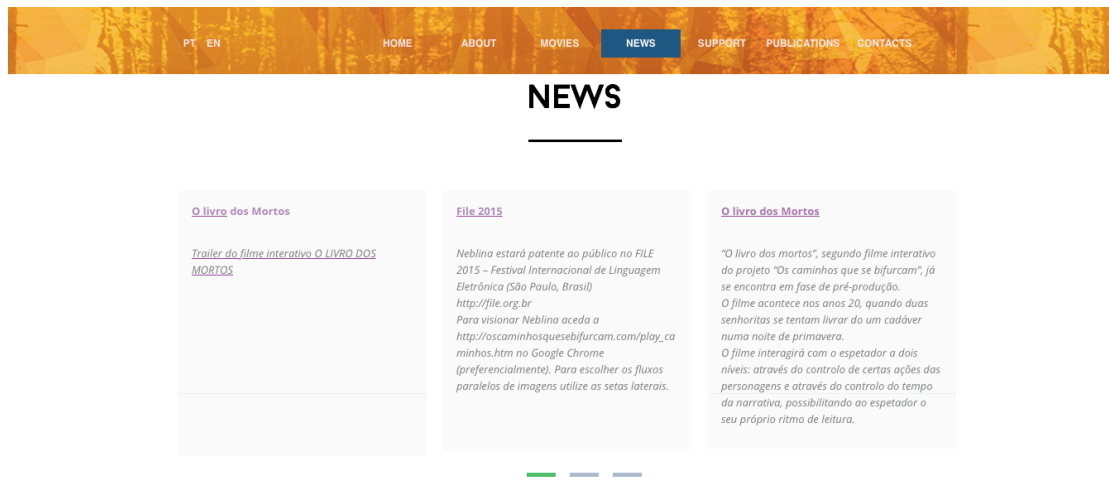 PT EN HOME ABOUT MOVIES NEWS SUPPORT PUBLICATIONS CONTACTS
NEWS
O livro dos Mortos
Trailer do filme interativo O LIVRO DOS
MORTOS
File 2015
Neblina estará patente ao público no FILE
2015 – Festival Internacional de Linguagem
Eletrônica (São Paulo, Brasil)
http://file.org.br
Para visionar Neblina aceda a
http://oscaminhosquesebifurcam.com/play_ca
minhos.htm no Google Chrome
(preferencialmente). Para escolher os fluxos
paralelos de imagens utilize as setas laterais.
O livro dos Mortos
"O livro dos mortos", segundo filme interativo
do projeto "Os caminhos que se bifurcam", já
se encontra em fase de pré-produção.
O filme acontece nos anos 20, quando duas
senhoritas se tentam livrar do um cadáver
numa noite de primavera.
O filme interagirá com o espetador a dois
níveis: através do controlo de certas ações das
personagens e através do controlo do tempo
da narrativa, possibilitando ao espetador o
seu próprio ritmo de leitura.